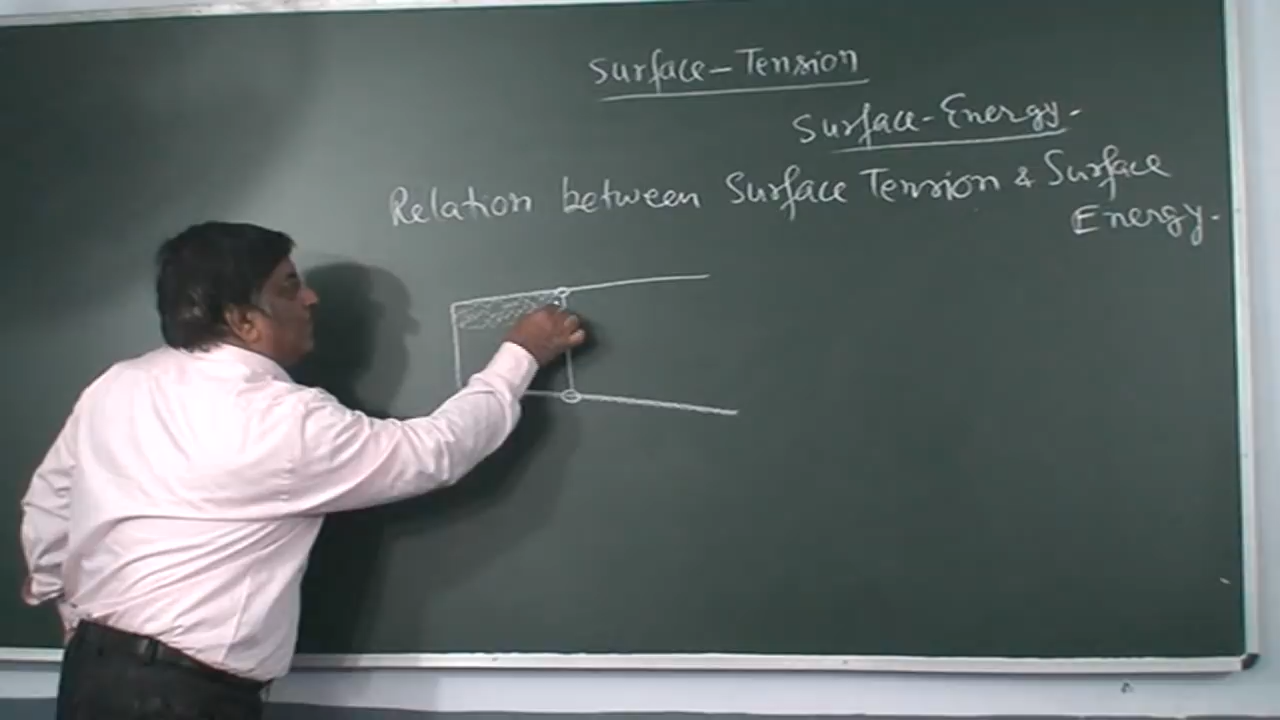 Surface-Tension
Surface-Energy.
Relation between Surface Tension & Surface
Energy.